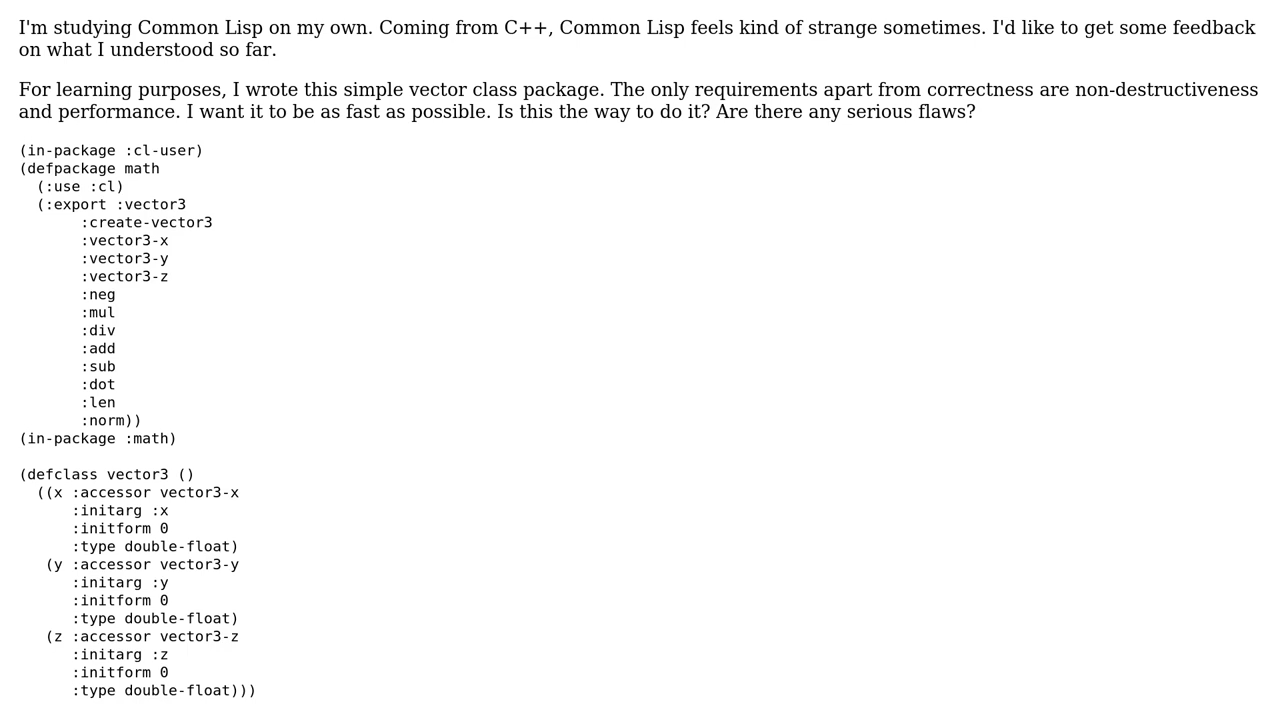 I'm studying Common Lisp on my own. Coming from C++, Common Lisp feels kind of strange sometimes. I'd like to get some feedback
on what I understood so far.
For learning purposes, I wrote this simple vector class package. The only requirements apart from correctness are non-destructiveness
and performance. I want it to be as fast as possible. Is this the way to do it? Are there any serious flaws?
(in-package :cl-user)
(defpackage math
  (:use :cl)
  (:export :vector3
       :create-vector3
       :vector3-x
       :vector3-y
       :vector3-z
       :neg
       :mul
       :div
       :add
       :sub
       :dot
       :len
       :norm))
(in-package :math)
(defclass vector3 ()
  ((x :accessor vector3-x
      :initarg :x
      :initform 0
      :type double-float)
   (y :accessor vector3-y
      :initarg :y
      :initform 0
      :type double-float)
   (z :accessor vector3-z
      :initarg :z
      :initform 0
      :type double-float)))